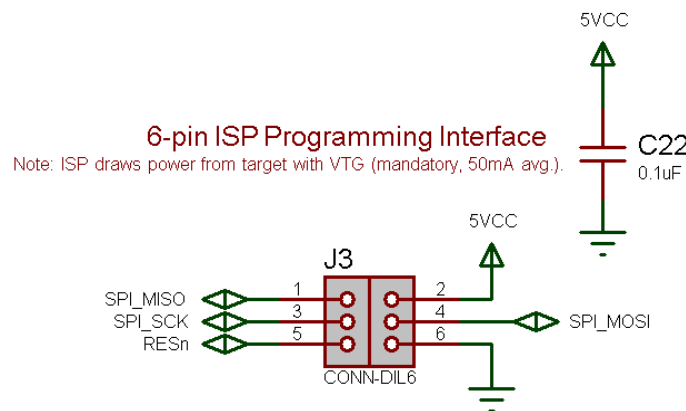 5VCC
6-pin ISP Programming Interface
Note: ISP draws power from target with VTG (mandatory, 50mA avg.).
C22
0.1uF
5VCC
J3
SPI_MISO 1 2
SPI_SCK 3 4 SPI_MOSI
RESn 5 6
CONN-DIL6